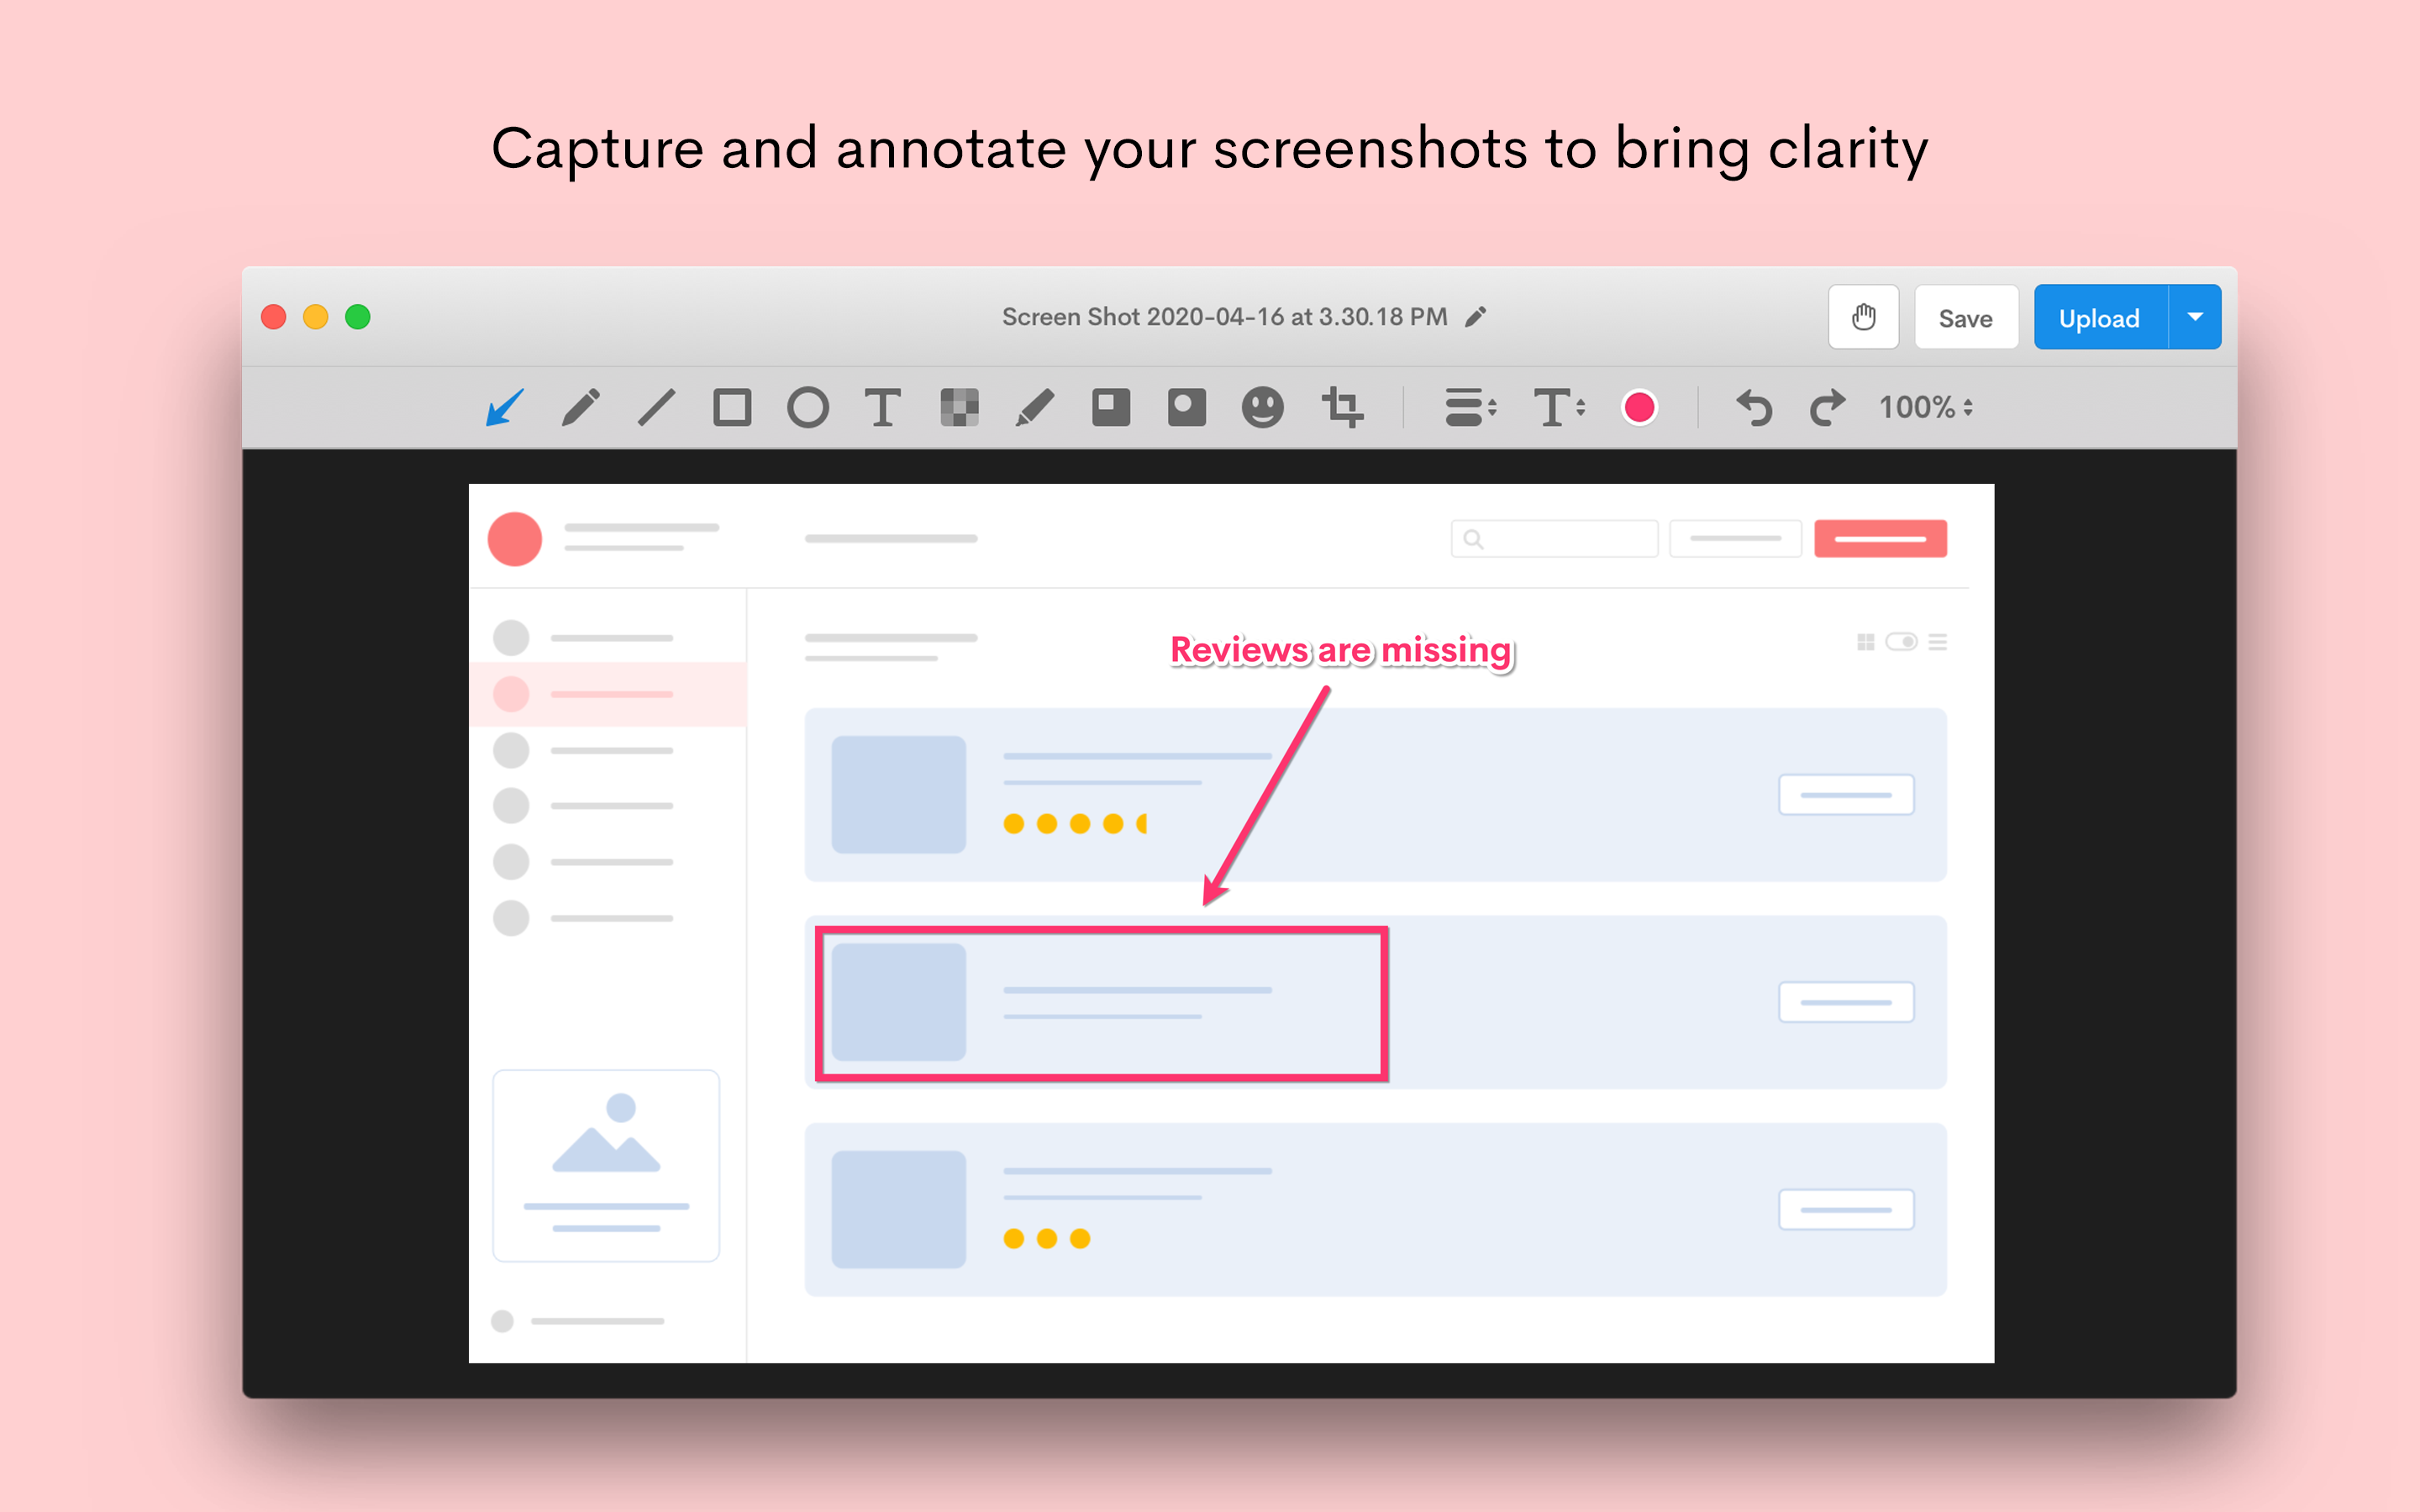 Capture and annotate your screenshots to bring clarity
Screen Shot 2020-04-16 at 3.30.18 PM
Save
Upload
100%
Reviews are missing